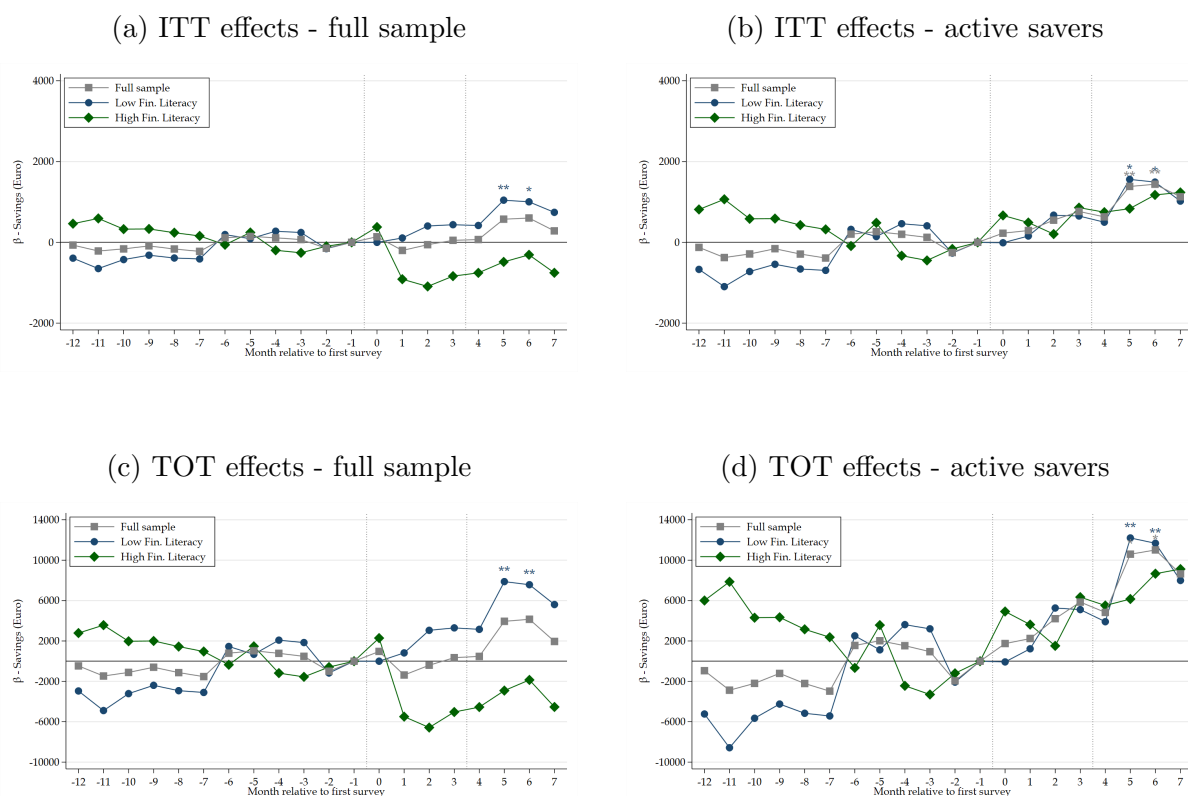 (a) ITT effects - full sample
4000
2000
0
-2000
β - Savings (Euro)
Full sample
Low Fin. Literacy
High Fin. Literacy
** *
-12 -11 -10 -9 -8 -7 -6 -5 -4 -3 -2 -1 0 1 2 3 4 5 6 7
Month relative to first survey
(b) ITT effects - active savers
4000
2000
0
-2000
β - Savings (Euro)
Full sample
Low Fin. Literacy
High Fin. Literacy
* *
** **
-12 -11 -10 -9 -8 -7 -6 -5 -4 -3 -2 -1 0 1 2 3 4 5 6 7
Month relative to first survey
(c) TOT effects - full sample
14000
10000
6000
2000
-2000
-6000
-10000
β - Savings (Euro)
Full sample
Low Fin. Literacy
High Fin. Literacy
** **
-12 -11 -10 -9 -8 -7 -6 -5 -4 -3 -2 -1 0 1 2 3 4 5 6 7
Month relative to first survey
(d) TOT effects - active savers
14000
10000
6000
2000
-2000
-6000
-10000
β - Savings (Euro)
Full sample
Low Fin. Literacy
High Fin. Literacy
** **
-12 -11 -10 -9 -8 -7 -6 -5 -4 -3 -2 -1 0 1 2 3 4 5 6 7
Month relative to first survey